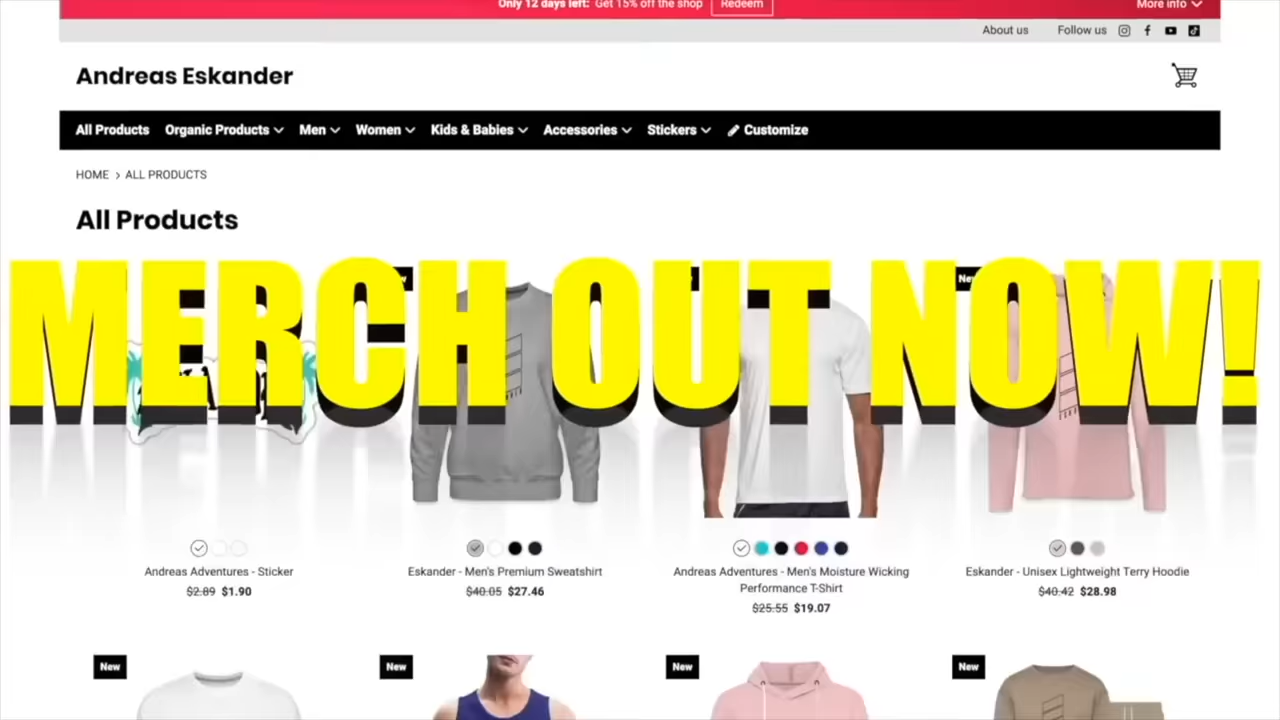 Only 12 days left: Get 15% off the shop Redeem
More info
About us Follow us
Andreas Eskander
All Products Organic Products Men Women Kids & Babies Accessories Stickers Customize
HOME > ALL PRODUCTS
All Products
MERCH OUT NOW!
Andreas Adventures - Sticker
$2.89 $1.90
Eskander - Men's Premium Sweatshirt
$40.05 $27.46
Andreas Adventures - Men's Moisture Wicking
Performance T-Shirt
$25.55 $19.07
Eskander - Unisex Lightweight Terry Hoodie
$40.42 $28.98
New
New
New
New